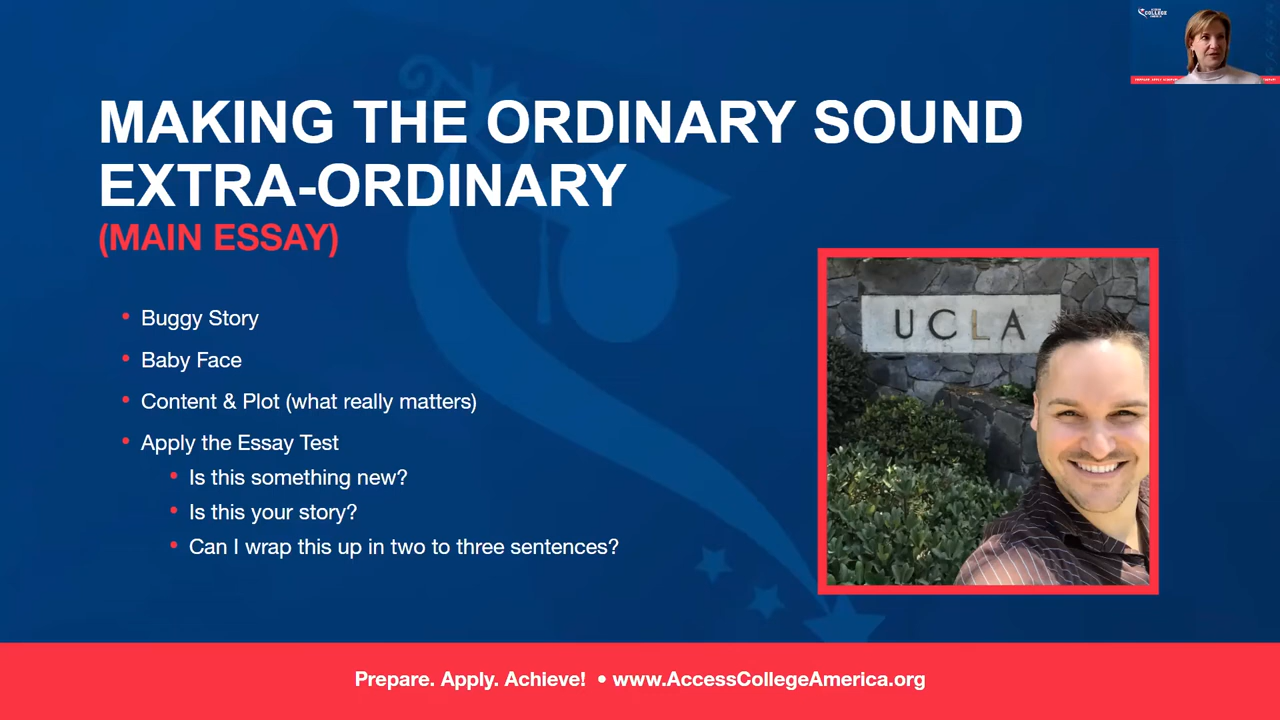 COLLEGE
MAKING THE ORDINARY SOUND
EXTRA-ORDINARY
(MAIN ESSAY)
• Buggy Story
• Baby Face
• Content & Plot (what really matters)
• Apply the Essay Test
• Is this something new?
• Is this your story?
• Can I wrap this up in two to three sentences?
UCLA
Prepare. Apply. Achieve! • www.AccessCollegeAmerica.org